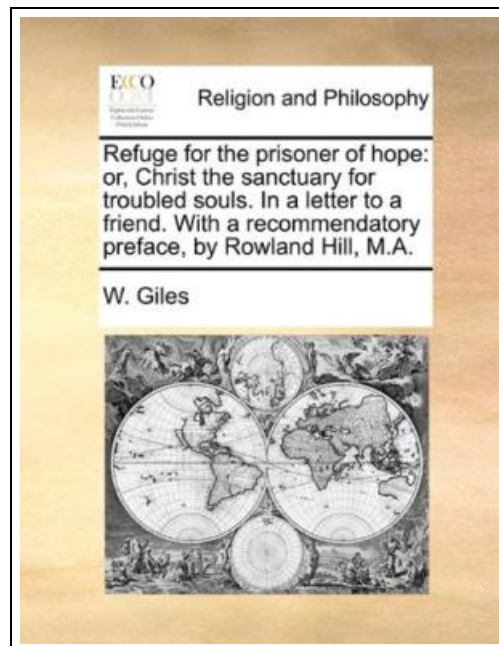 ECCO
Religion and Philosophy
Refuge for the prisoner of hope:
or, Christ the sanctuary for
troubled souls. In a letter to a
friend. With a recommendatory
preface, by Rowland Hill, M.A.
W. Giles